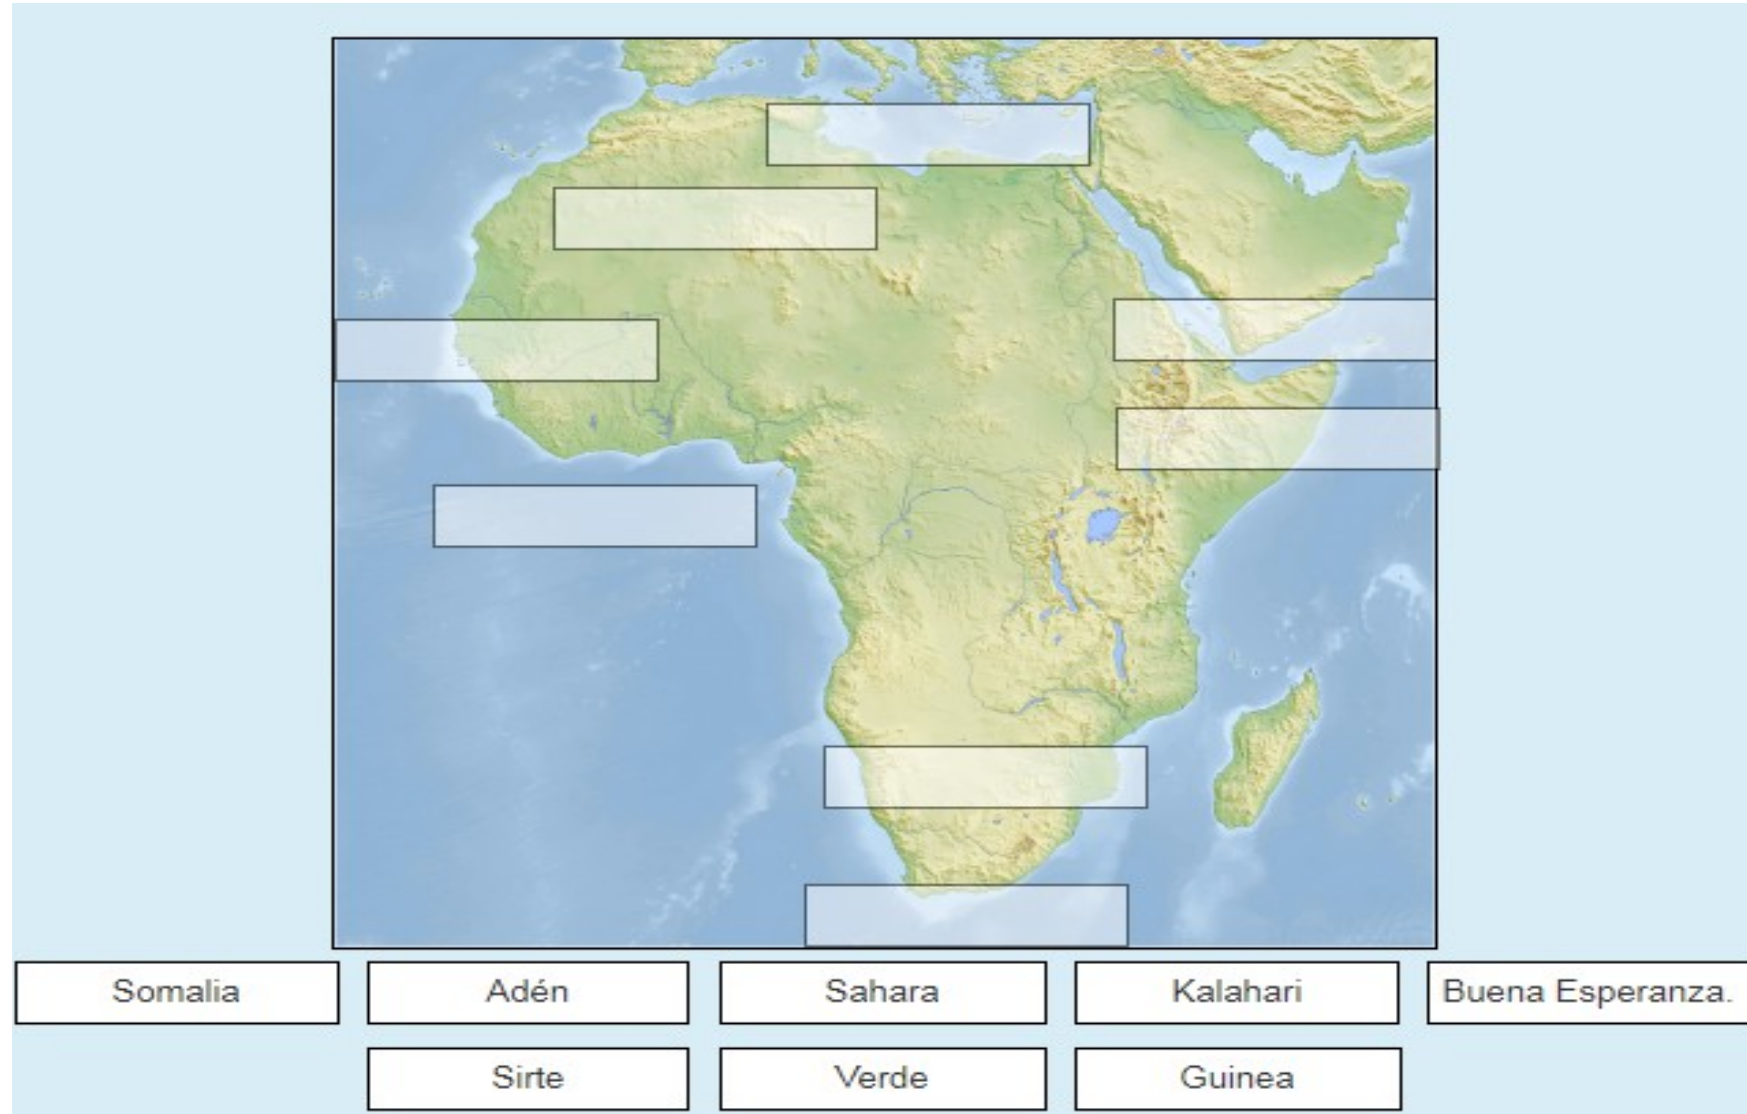 Somalia
Adén
Sahara
Kalahari
Buena Esperanza.
Sirte
Verde
Guinea